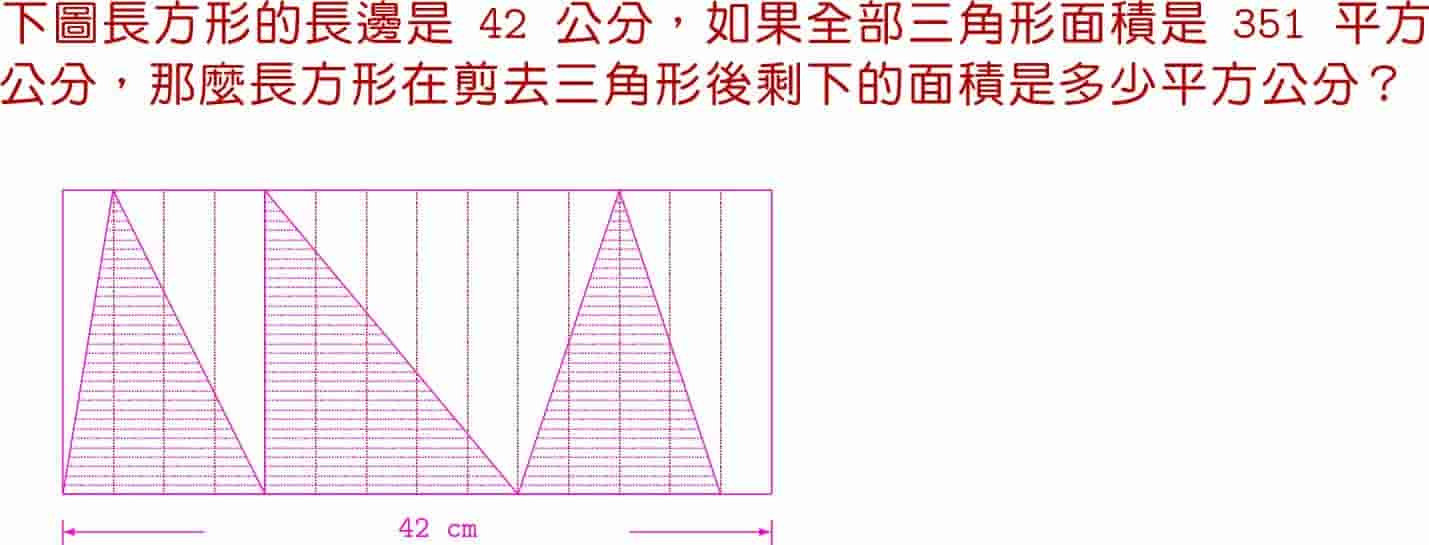 下圖長方形的長邊是 42 公分，如果全部三角形面積是 351 平方
公分，那麼長方形在剪去三角形後剩下的面積是多少平方公分？
42 cm